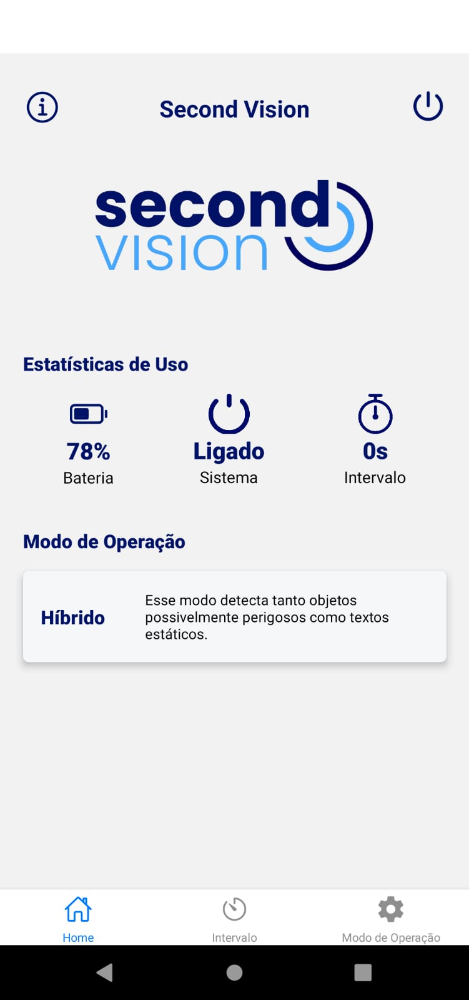 Second Vision
second
vision
Estatísticas de Uso
78%
Bateria
Ligado
Sistema
0s
Intervalo
Modo de Operação
Híbrido
Esse modo detecta tanto objetos
possivelmente perigosos como textos
estáticos.
Home
Intervalo
Modo de Operação